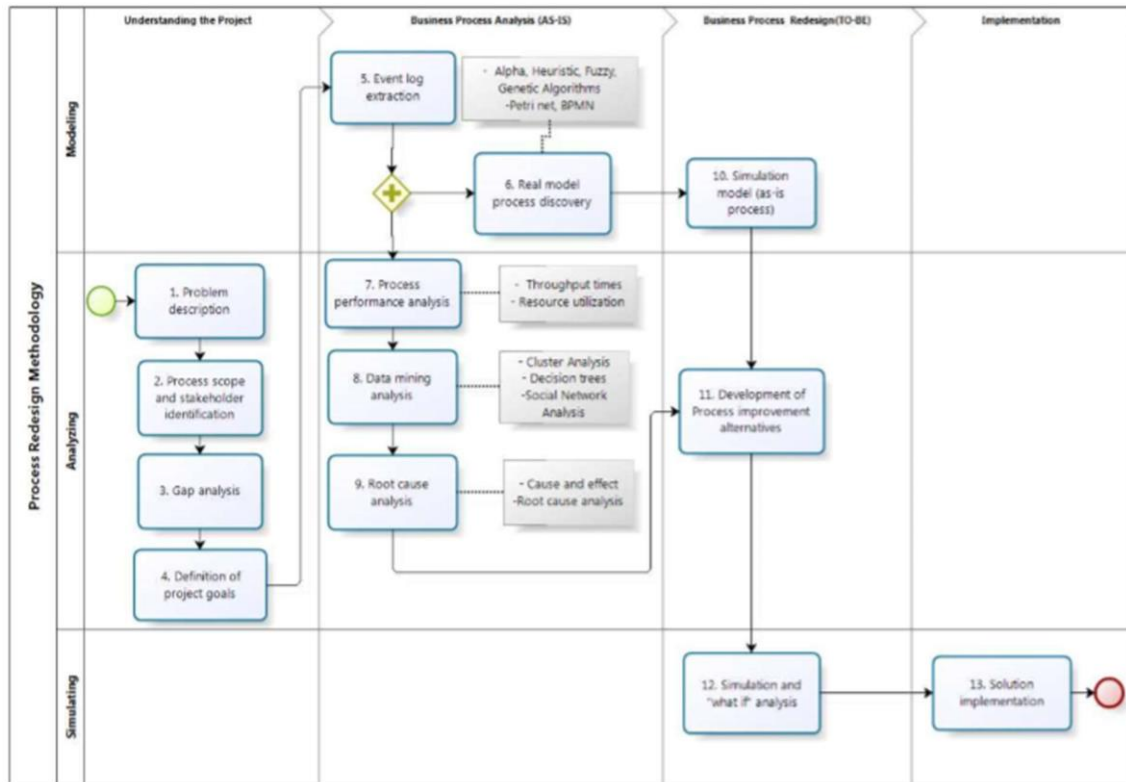 Understanding the Project
Business Process Analysis (AS-IS)
Business Process Redesign(TO-BE)
Implementation
Process Redesign Methodology
Modeling
5. Event log
extraction
- Alpha, Heuristic, Fuzzy,
Genetic Algorithms
-Petri net, BPMN
6. Real model
process discovery
10. Simulation
model (as-is
process)
Analyzing
1. Problem
description
2. Process scope
and stakeholder
identification
3. Gap analysis
4. Definition of
project goals
7. Process
performance analysis
- Throughput times
- Resource utilization
8. Data mining
analysis
- Cluster Analysis
- Decision trees
-Social Network
Analysis
9. Root cause
analysis
- Cause and effect
-Root cause analysis
11. Development of
Process improvement
alternatives
Simulating
12. Simulation and
"what if" analysis
13. Solution
implementation